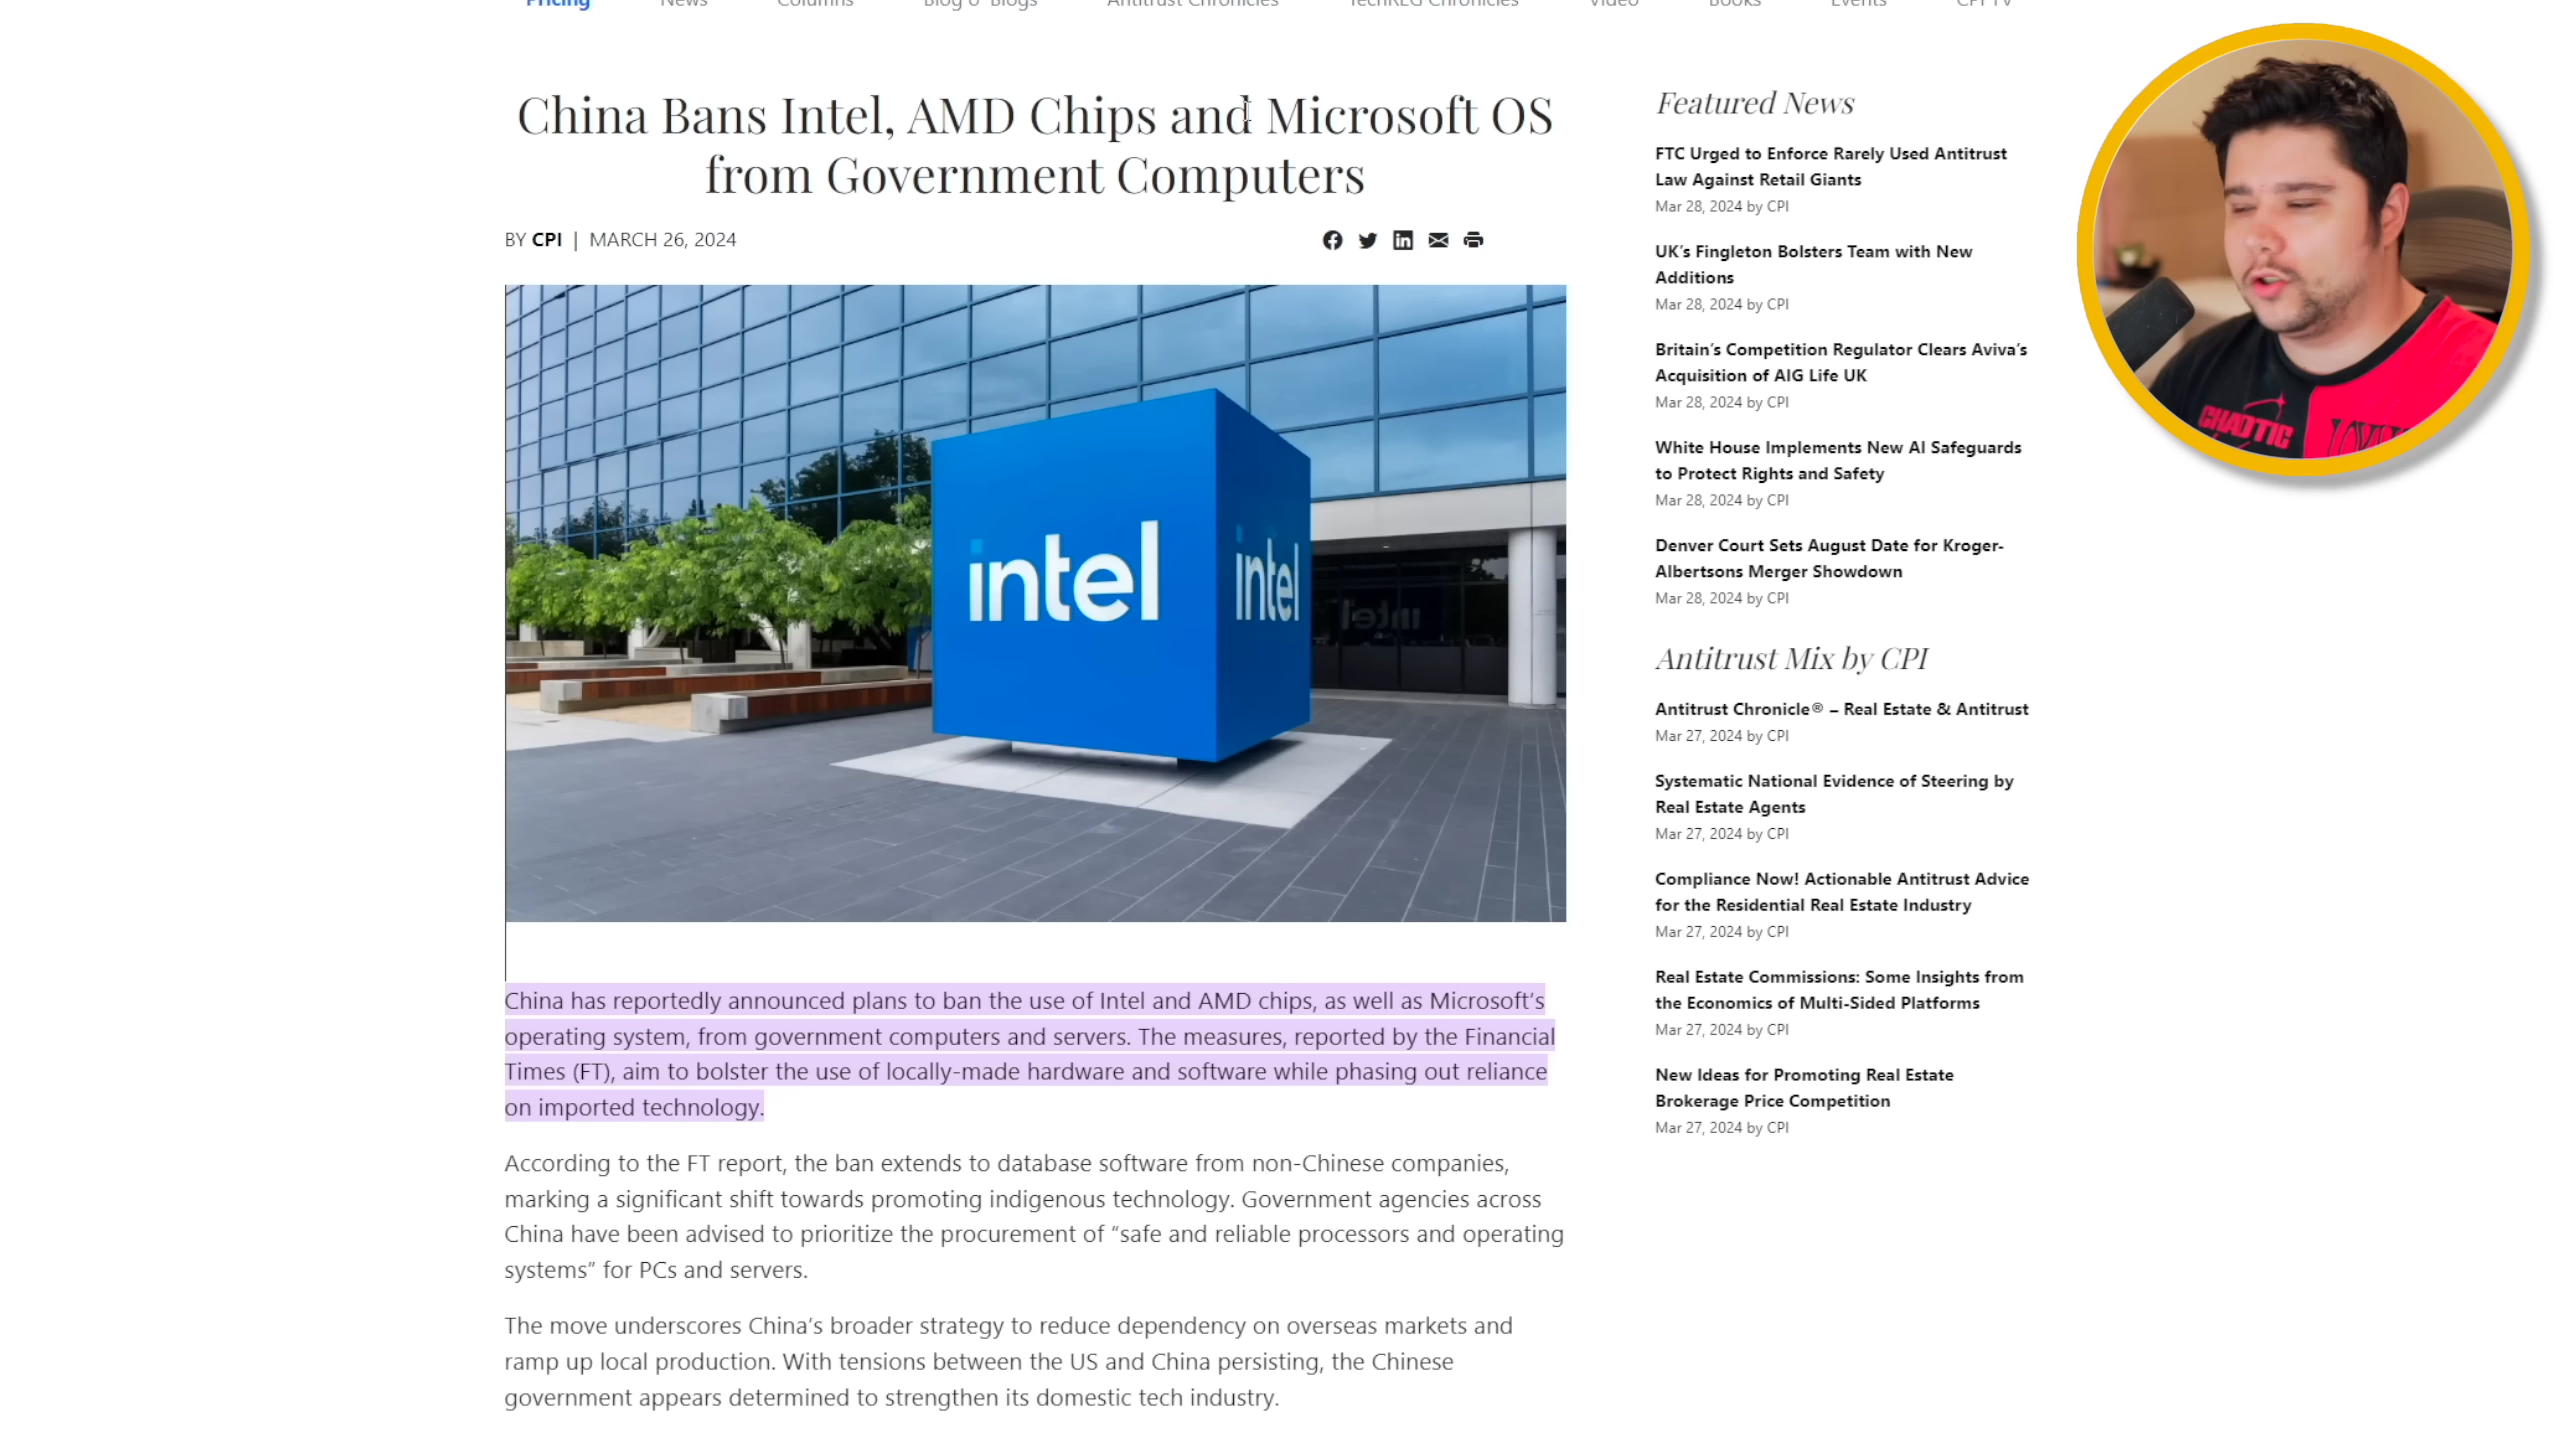 Pricing News Columns Blog o' Blogs Antitrust Chronicles TechREG Chronicles Video Books Events CPI TV
China Bans Intel, AMD Chips and Microsoft OS
from Government Computers
BY CPI | MARCH 26, 2024
intel
intel
intel
China has reportedly announced plans to ban the use of Intel and AMD chips, as well as Microsoft’s
operating system, from government computers and servers. The measures, reported by the Financial
Times (FT), aim to bolster the use of locally-made hardware and software while phasing out reliance
on imported technology.
According to the FT report, the ban extends to database software from non-Chinese companies,
marking a significant shift towards promoting indigenous technology. Government agencies across
China have been advised to prioritize the procurement of “safe and reliable processors and operating
systems” for PCs and servers.
The move underscores China’s broader strategy to reduce dependency on overseas markets and
ramp up local production. With tensions between the US and China persisting, the Chinese
government appears determined to strengthen its domestic tech industry.
Featured News
FTC Urged to Enforce Rarely Used Antitrust
Law Against Retail Giants
Mar 28, 2024 by CPI
UK’s Fingleton Bolsters Team with New
Additions
Mar 28, 2024 by CPI
Britain’s Competition Regulator Clears Aviva’s
Acquisition of AIG Life UK
Mar 28, 2024 by CPI
White House Implements New AI Safeguards
to Protect Rights and Safety
Mar 28, 2024 by CPI
Denver Court Sets August Date for Kroger-
Albertsons Merger Showdown
Mar 28, 2024 by CPI
Antitrust Mix by CPI
Antitrust Chronicle® – Real Estate & Antitrust
Mar 27, 2024 by CPI
Systematic National Evidence of Steering by
Real Estate Agents
Mar 27, 2024 by CPI
Compliance Now! Actionable Antitrust Advice
for the Residential Real Estate Industry
Mar 27, 2024 by CPI
Real Estate Commissions: Some Insights from
the Economics of Multi-Sided Platforms
Mar 27, 2024 by CPI
New Ideas for Promoting Real Estate
Brokerage Price Competition
Mar 27, 2024 by CPI
CHAOTIC